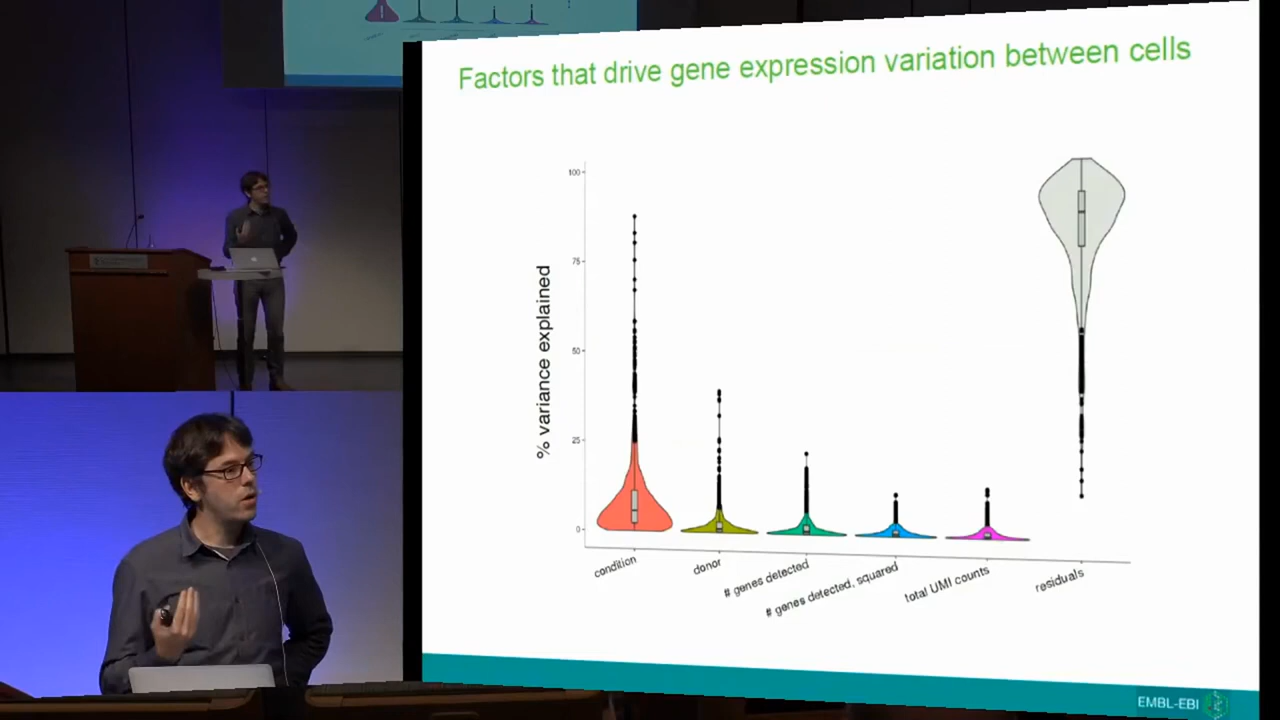 Factors that drive gene expression variation between cells
% variance explained
100
75
50
25
0
condition
donor
# genes detected
# genes detected, squared
total UMI counts
residuals
EMBL-EBI